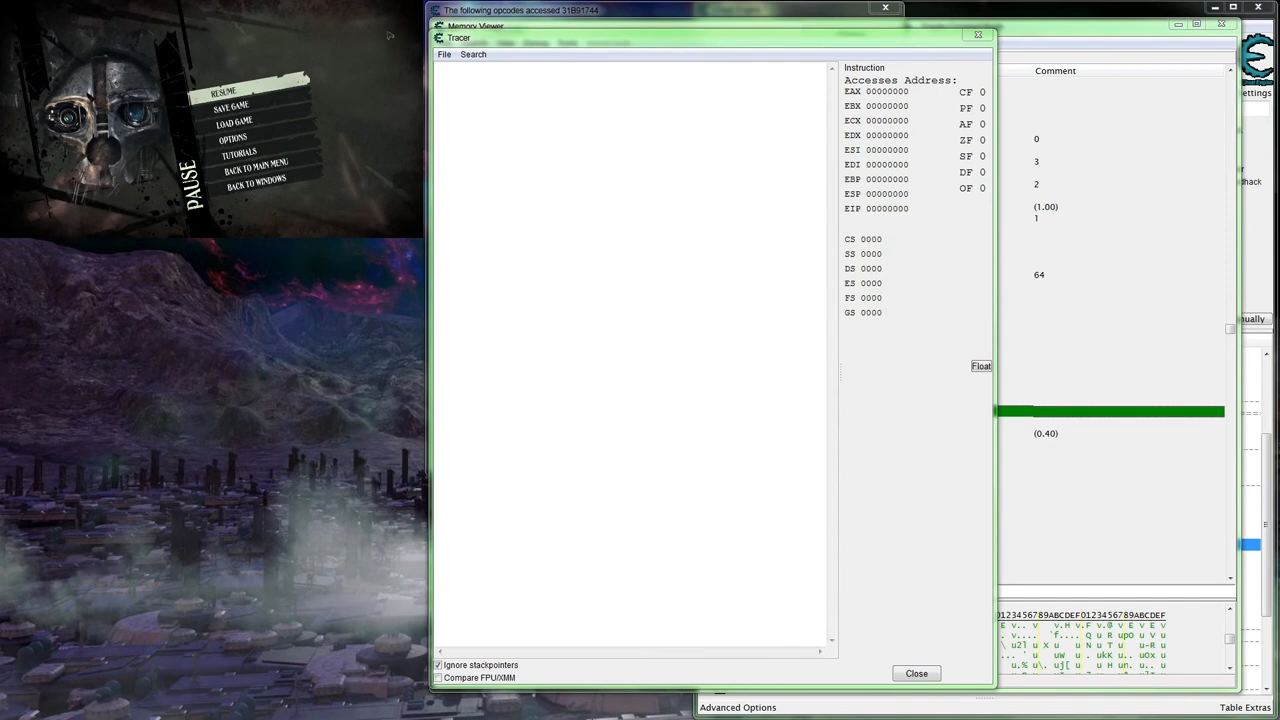 The following opcodes accessed 31B91744
Memory Viewer
Tracer
File Search
RESUME
SAVE GAME
LOAD GAME
OPTIONS
TUTORIALS
BACK TO MAIN MENU
BACK TO WINDOWS
PAUSE
Instruction
Accesses Address:
EAX 00000000 CF 0
EBX 00000000 PF 0
ECX 00000000 AF 0
EDX 00000000 ZF 0
ESI 00000000 SF 0
EDI 00000000 DF 0
EBP 00000000 OF 0
ESP 00000000
EIP 00000000
CS 0000
SS 0000
DS 0000
ES 0000
FS 0000
GS 0000
Float
Ignore stackpointers
Compare FPU/XMM
Close
Comment
0
3
2
(1.00)
1
64
(0.40)
0123456789ABCDEF0123456789ABCDEF
ettings
dhack
nually
Advanced Options Table Extras